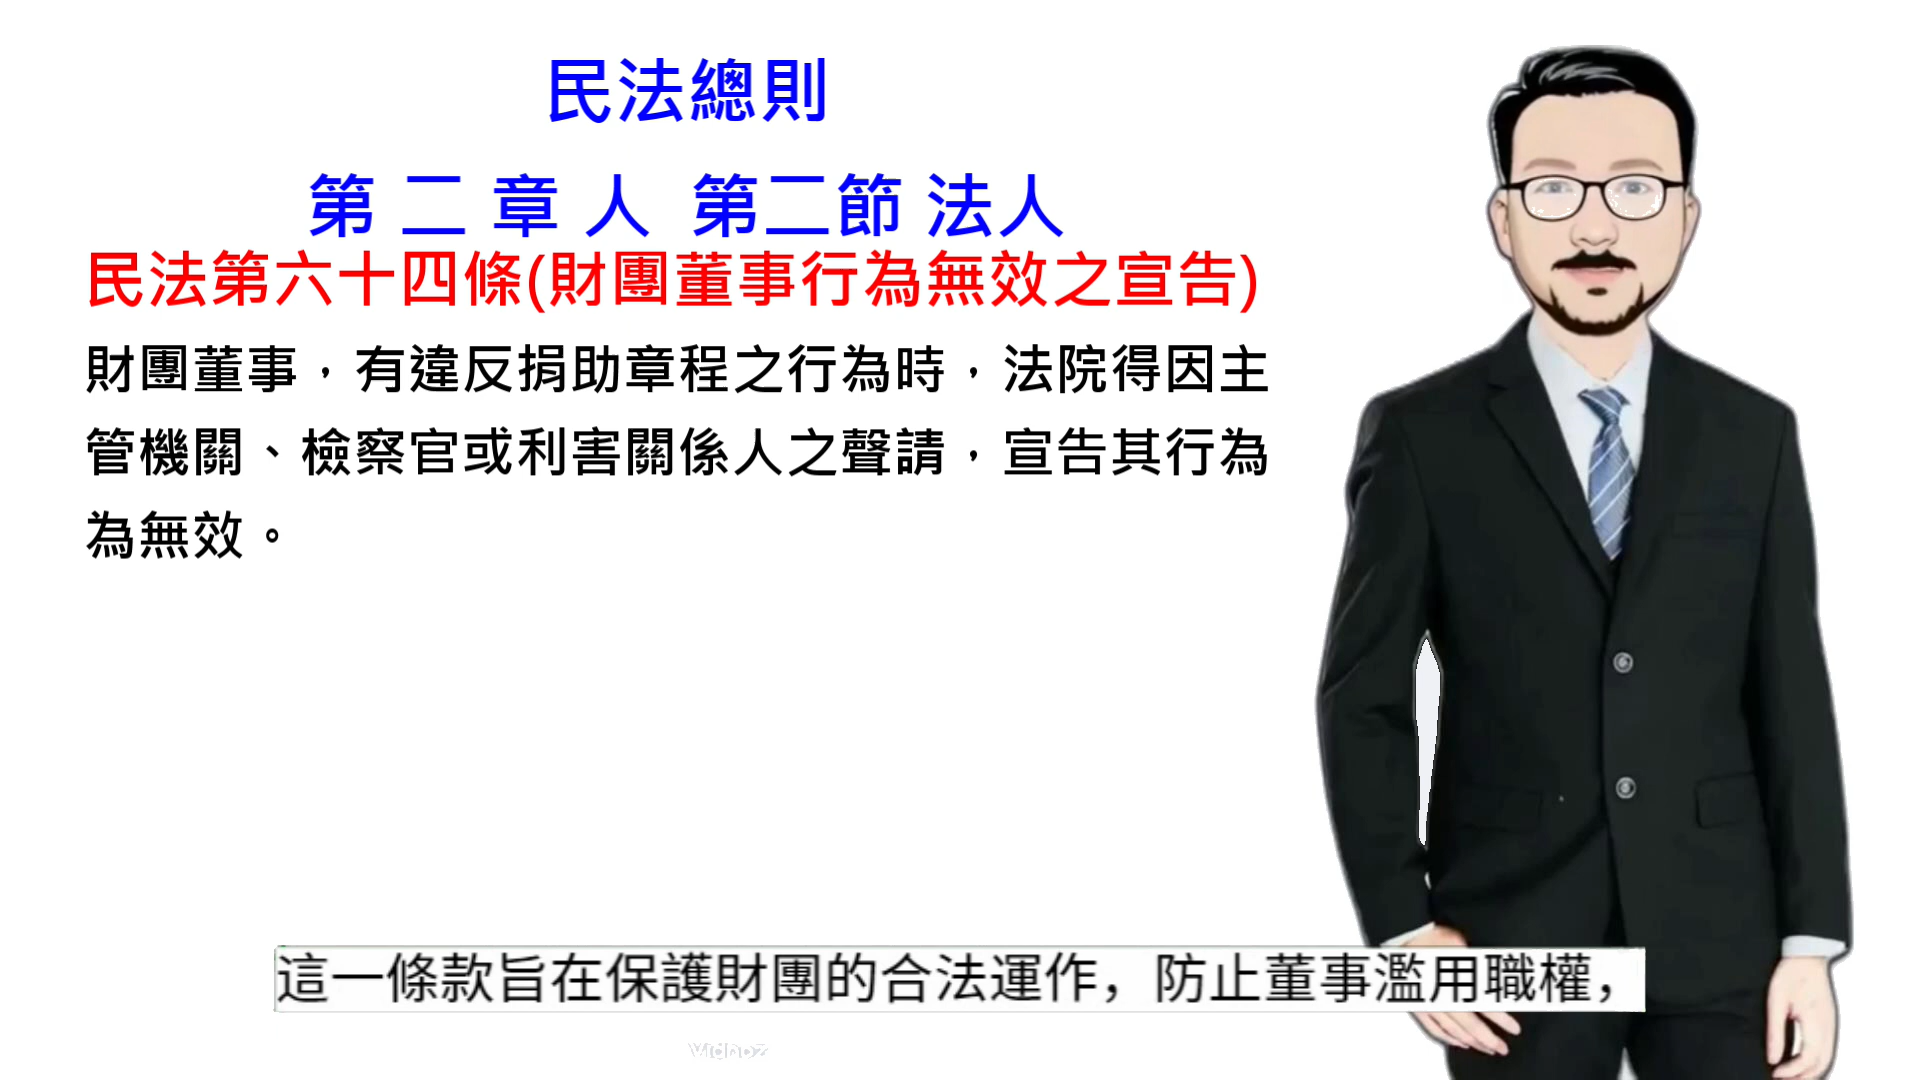 民法總則
第 二 章 人 第二節 法人
民法第六十四條(財團董事行為無效之宣告)
財團董事，有違反捐助章程之行為時，法院得因主
管機關、檢察官或利害關係人之聲請，宣告其行為
為無效。
這一條款旨在保護財團的合法運作，防止董事濫用職權，
Vidnoz